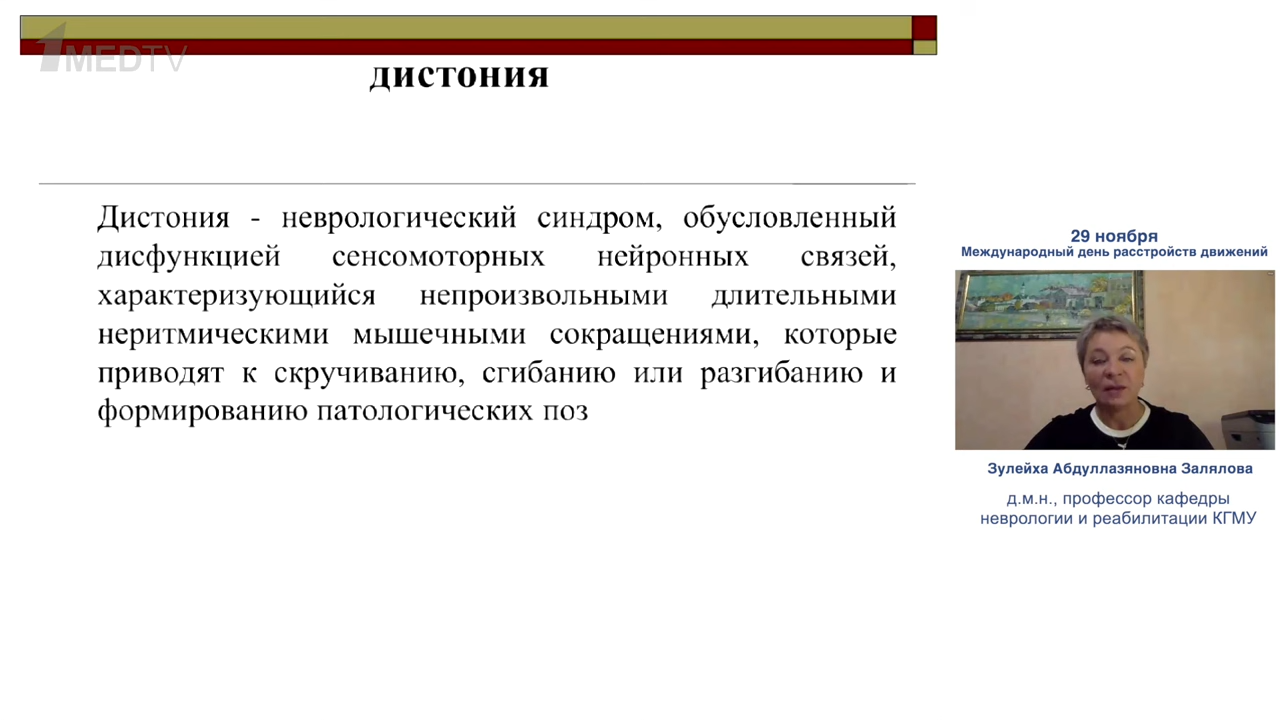 1MEDTV
дистония
Дистония - неврологический синдром, обусловленный
дисфункцией сенсомоторных нейронных связей,
характеризующийся непроизвольными длительными
неритмическими мышечными сокращениями, которые
приводят к скручиванию, сгибанию или разгибанию и
формированию патологических поз
29 ноября
Международный день расстройств движений
Зулейха Абдуллазяновна Залялова
д.м.н., профессор кафедры
неврологии и реабилитации КГМУ